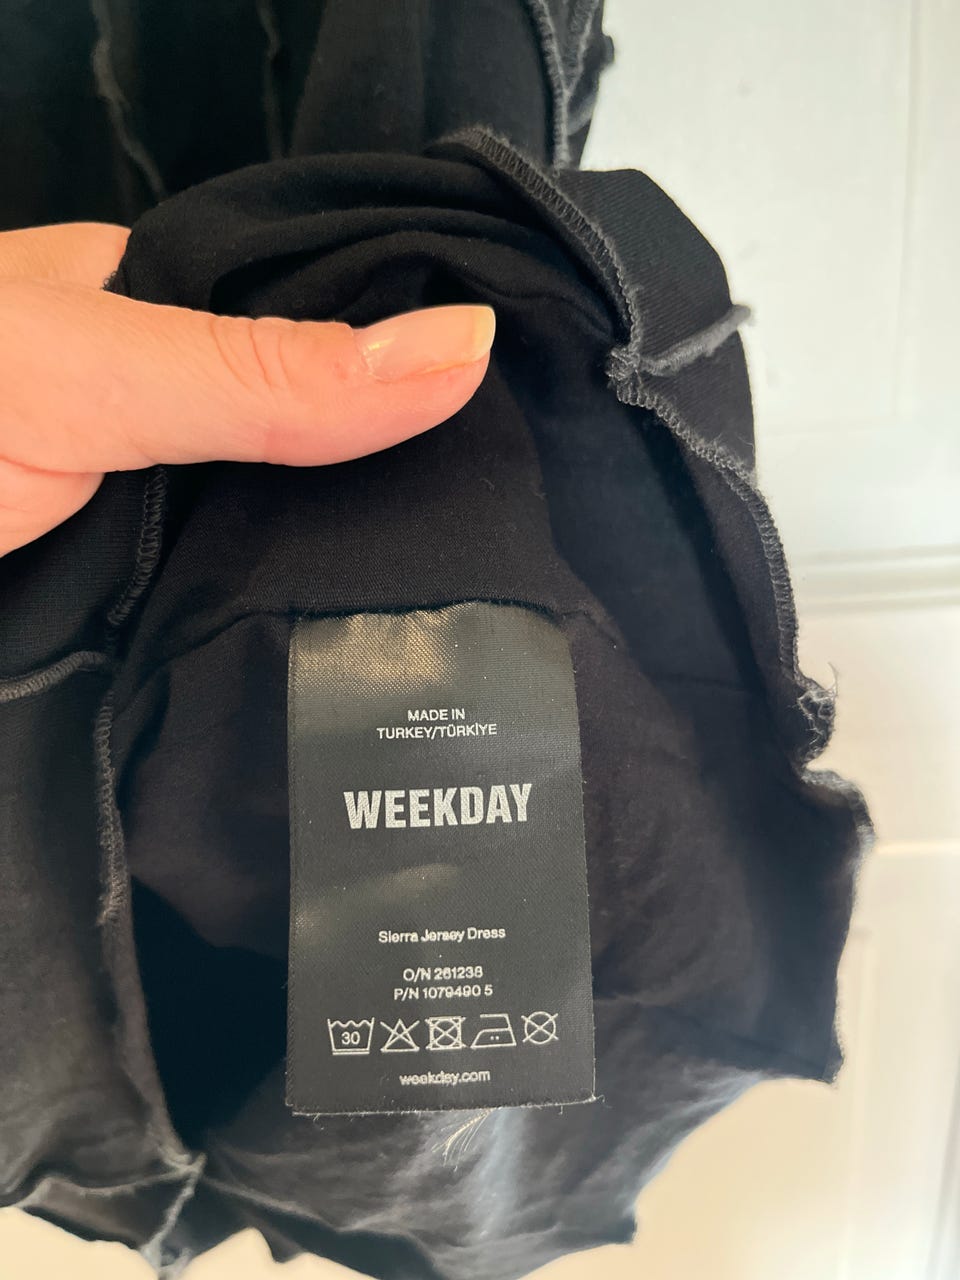 MADE IN
TURKEY/TÜRKİYE
WEEKDAY
Sierra Jersey Dress
O/N 261238
P/N 1079490 5
30
weekday.com